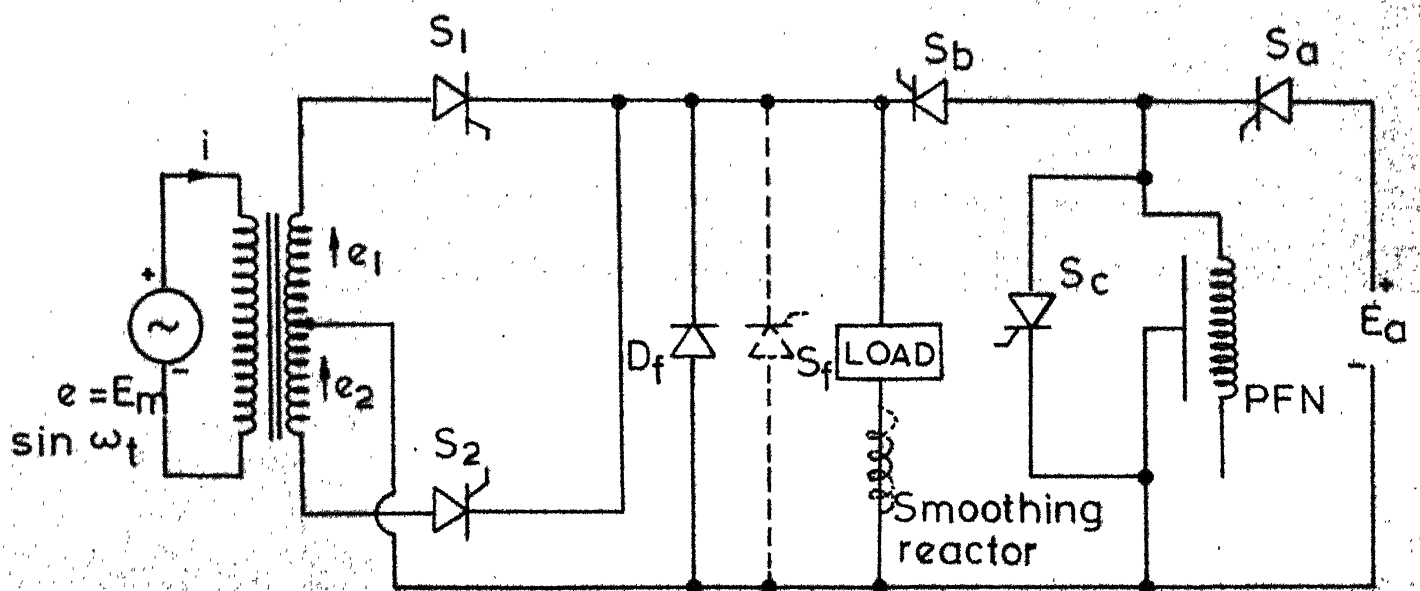 S1
Sb
Sa
i
+
e1
~
-
e2
e = Em
sin ωt
S2
Df
Sf
LOAD
Sc
PFN
+
Ea
-
Smoothing
reactor